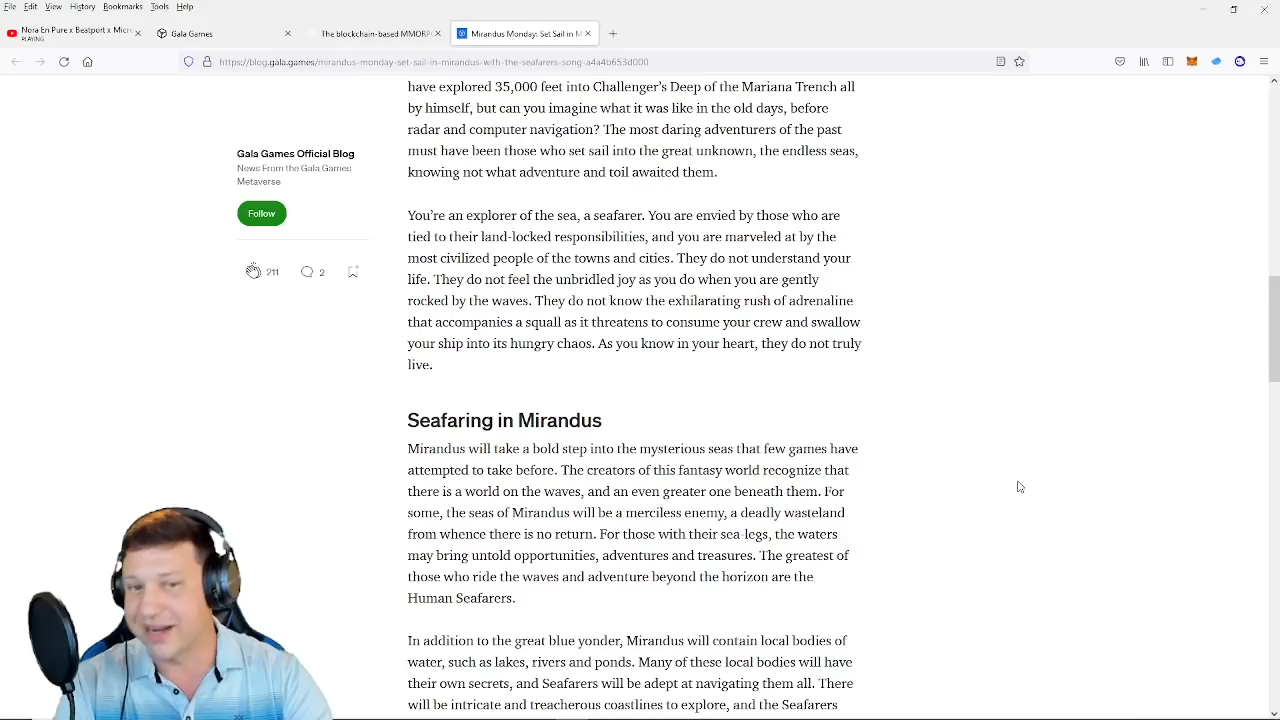 File Edit View History Bookmarks Tools Help
Nora En Pure x Beatport x Micr
PLAYING
Gala Games
The blockchain-based MMORP
Mirandus Monday: Set Sail in M
https://blog.gala.games/mirandus-monday-set-sail-in-mirandus-with-the-seafarers-song-a4a4b653d000
Gala Games Official Blog
News From the Gala Games
Metaverse
Follow
211
2
have explored 35,000 feet into Challenger's Deep of the Mariana Trench all
by himself, but can you imagine what it was like in the old days, before
radar and computer navigation? The most daring adventurers of the past
must have been those who set sail into the great unknown, the endless seas,
knowing not what adventure and toil awaited them.
You're an explorer of the sea, a seafarer. You are envied by those who are
tied to their land-locked responsibilities, and you are marveled at by the
most civilized people of the towns and cities. They do not understand your
life. They do not feel the unbridled joy as you do when you are gently
rocked by the waves. They do not know the exhilarating rush of adrenaline
that accompanies a squall as it threatens to consume your crew and swallow
your ship into its hungry chaos. As you know in your heart, they do not truly
live.
Seafaring in Mirandus
Mirandus will take a bold step into the mysterious seas that few games have
attempted to take before. The creators of this fantasy world recognize that
there is a world on the waves, and an even greater one beneath them. For
some, the seas of Mirandus will be a merciless enemy, a deadly wasteland
from whence there is no return. For those with their sea-legs, the waters
may bring untold opportunities, adventures and treasures. The greatest of
those who ride the waves and adventure beyond the horizon are the
Human Seafarers.
In addition to the great blue yonder, Mirandus will contain local bodies of
water, such as lakes, rivers and ponds. Many of these local bodies will have
their own secrets, and Seafarers will be adept at navigating them all. There
will be intricate and treacherous coastlines to explore, and the Seafarers